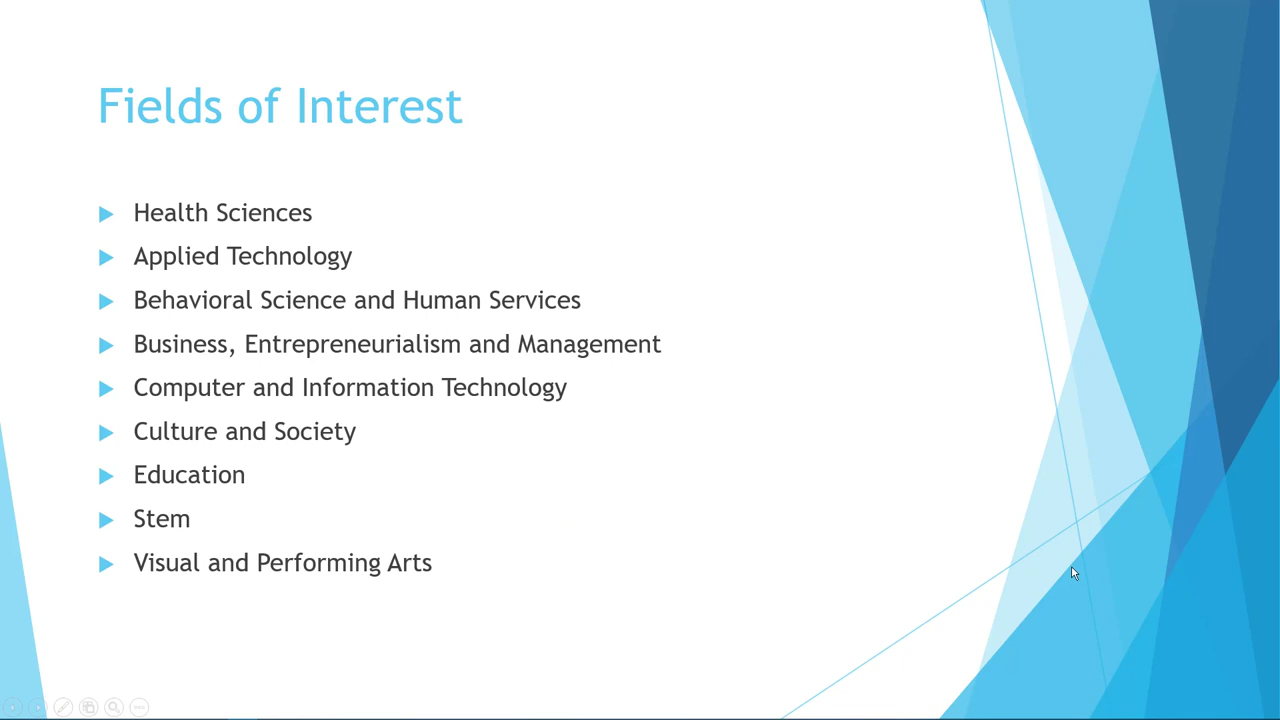 Fields of Interest
Health Sciences
Applied Technology
Behavioral Science and Human Services
Business, Entrepreneurialism and Management
Computer and Information Technology
Culture and Society
Education
Stem
Visual and Performing Arts